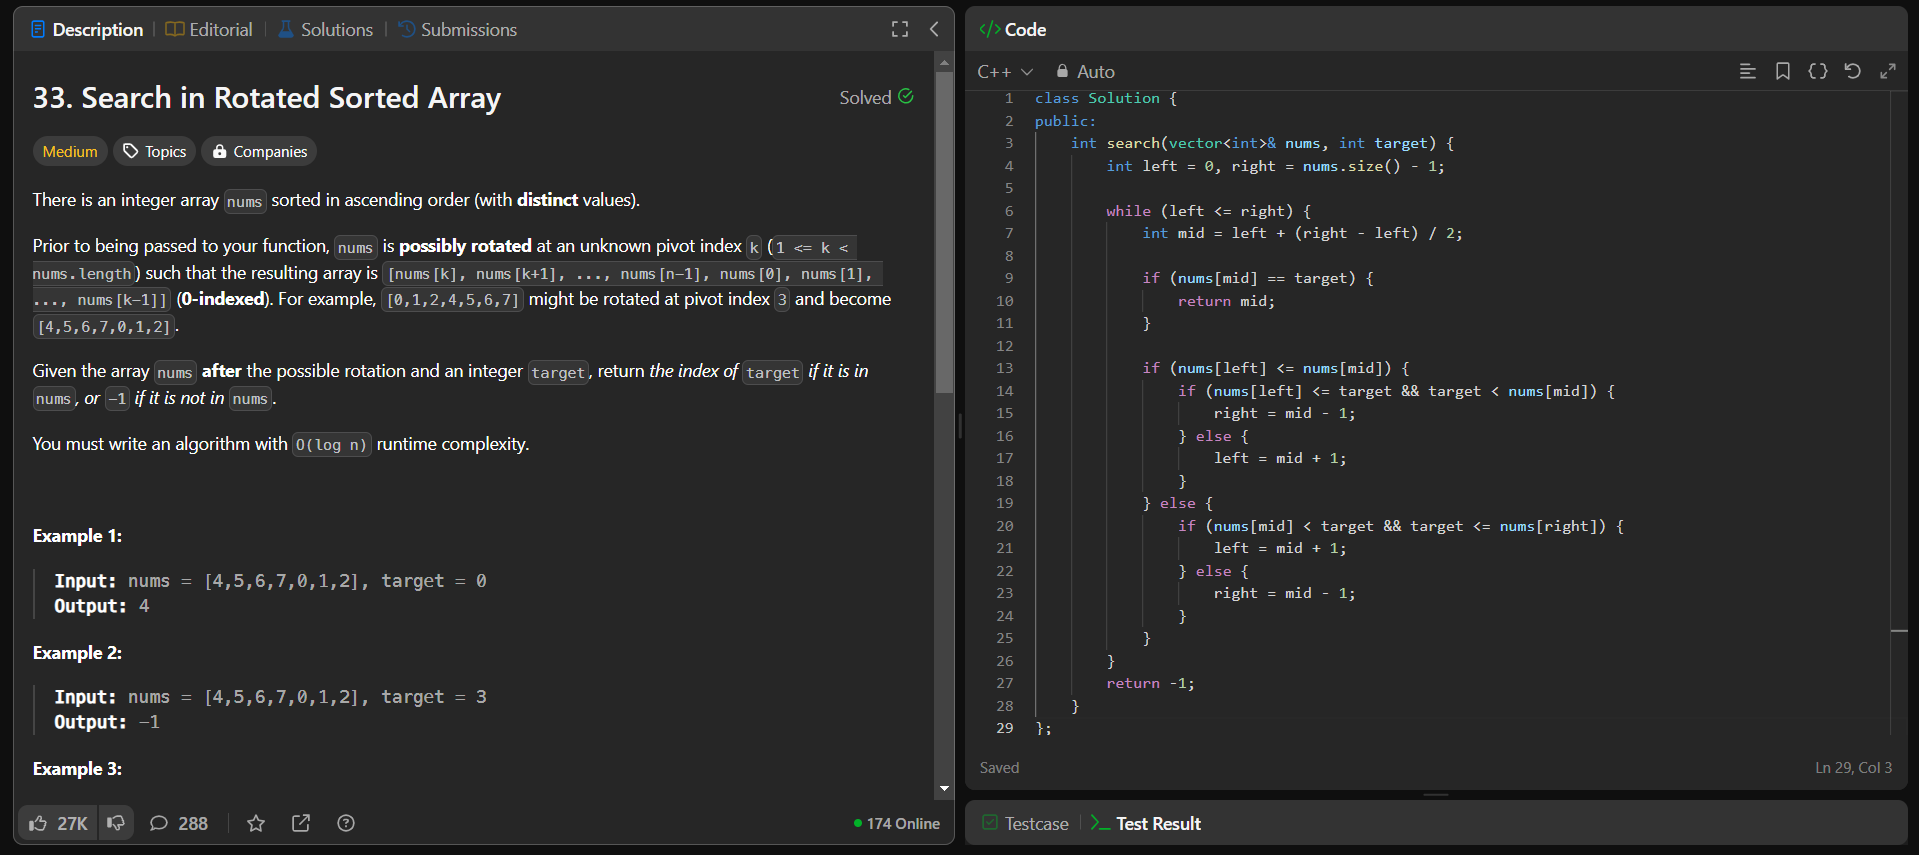 Description
Editorial
Solutions
Submissions
33. Search in Rotated Sorted Array
Solved
Medium
Topics
Companies
There is an integer array nums sorted in ascending order (with distinct values).
Prior to being passed to your function, nums is possibly rotated at an unknown pivot index k (1 <= k <
nums.length) such that the resulting array is [nums[k], nums[k+1], ..., nums[n-1], nums[0], nums[1],
..., nums[k-1]] (0-indexed). For example, [0,1,2,4,5,6,7] might be rotated at pivot index 3 and become
[4,5,6,7,0,1,2].
Given the array nums after the possible rotation and an integer target, return the index of target if it is in
nums, or -1 if it is not in nums.
You must write an algorithm with O(log n) runtime complexity.
Example 1:
Input: nums = [4,5,6,7,0,1,2], target = 0
Output: 4
Example 2:
Input: nums = [4,5,6,7,0,1,2], target = 3
Output: -1
Example 3:
27K
288
174 Online
</> Code
C++
Auto
1 class Solution {
2 public:
3     int search(vector<int>& nums, int target) {
4         int left = 0, right = nums.size() - 1;
5
6         while (left <= right) {
7             int mid = left + (right - left) / 2;
8
9             if (nums[mid] == target) {
10                 return mid;
11             }
12
13             if (nums[left] <= nums[mid]) {
14                 if (nums[left] <= target && target < nums[mid]) {
15                     right = mid - 1;
16                 } else {
17                     left = mid + 1;
18                 }
19             } else {
20                 if (nums[mid] < target && target <= nums[right]) {
21                     left = mid + 1;
22                 } else {
23                     right = mid - 1;
24                 }
25             }
26         }
27         return -1;
28     }
29 };
Saved
Ln 29, Col 3
Testcase
Test Result